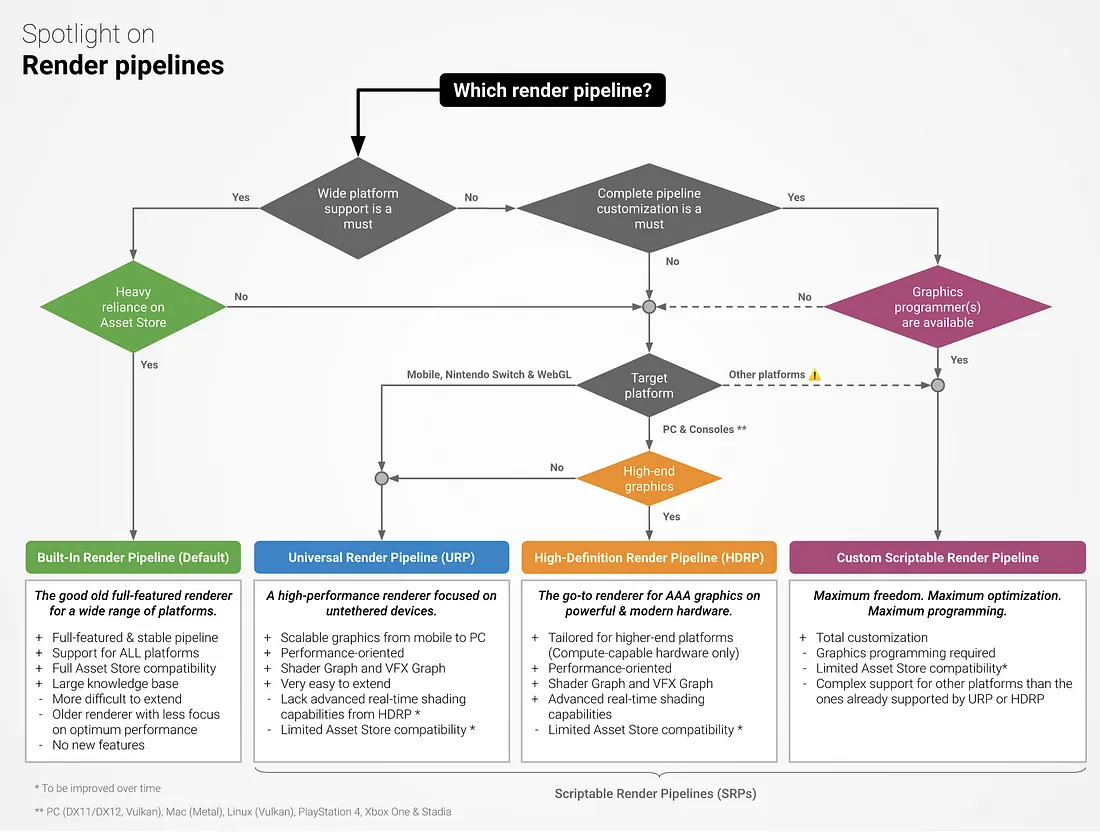 Spotlight on
Render pipelines
Which render pipeline?
Wide platform
support is a
must
Yes
No
Complete pipeline
customization is a
must
Yes
No
Heavy
reliance on
Asset Store
No
Yes
Graphics
programmer(s)
are available
No
Yes
Target
platform
Mobile, Nintendo Switch & WebGL
Other platforms ⚠️
PC & Consoles **
High-end
graphics
No
Yes
Built-In Render Pipeline (Default)
The good old full-featured renderer
for a wide range of platforms.
+ Full-featured & stable pipeline
+ Support for ALL platforms
+ Full Asset Store compatibility
+ Large knowledge base
- More difficult to extend
- Older renderer with less focus
on optimum performance
- No new features
Universal Render Pipeline (URP)
A high-performance renderer focused on
untethered devices.
+ Scalable graphics from mobile to PC
+ Performance-oriented
+ Shader Graph and VFX Graph
+ Very easy to extend
- Lack advanced real-time shading
capabilities from HDRP *
- Limited Asset Store compatibility *
High-Definition Render Pipeline (HDRP)
The go-to renderer for AAA graphics on
powerful & modern hardware.
+ Tailored for higher-end platforms
(Compute-capable hardware only)
+ Performance-oriented
+ Shader Graph and VFX Graph
+ Advanced real-time shading
capabilities
- Limited Asset Store compatibility *
Custom Scriptable Render Pipeline
Maximum freedom. Maximum optimization.
Maximum programming.
+ Total customization
- Graphics programming required
- Limited Asset Store compatibility*
- Complex support for other platforms than the
ones already supported by URP or HDRP
* To be improved over time
** PC (DX11/DX12, Vulkan), Mac (Metal), Linux (Vulkan), PlayStation 4, Xbox One & Stadia
Scriptable Render Pipelines (SRPs)